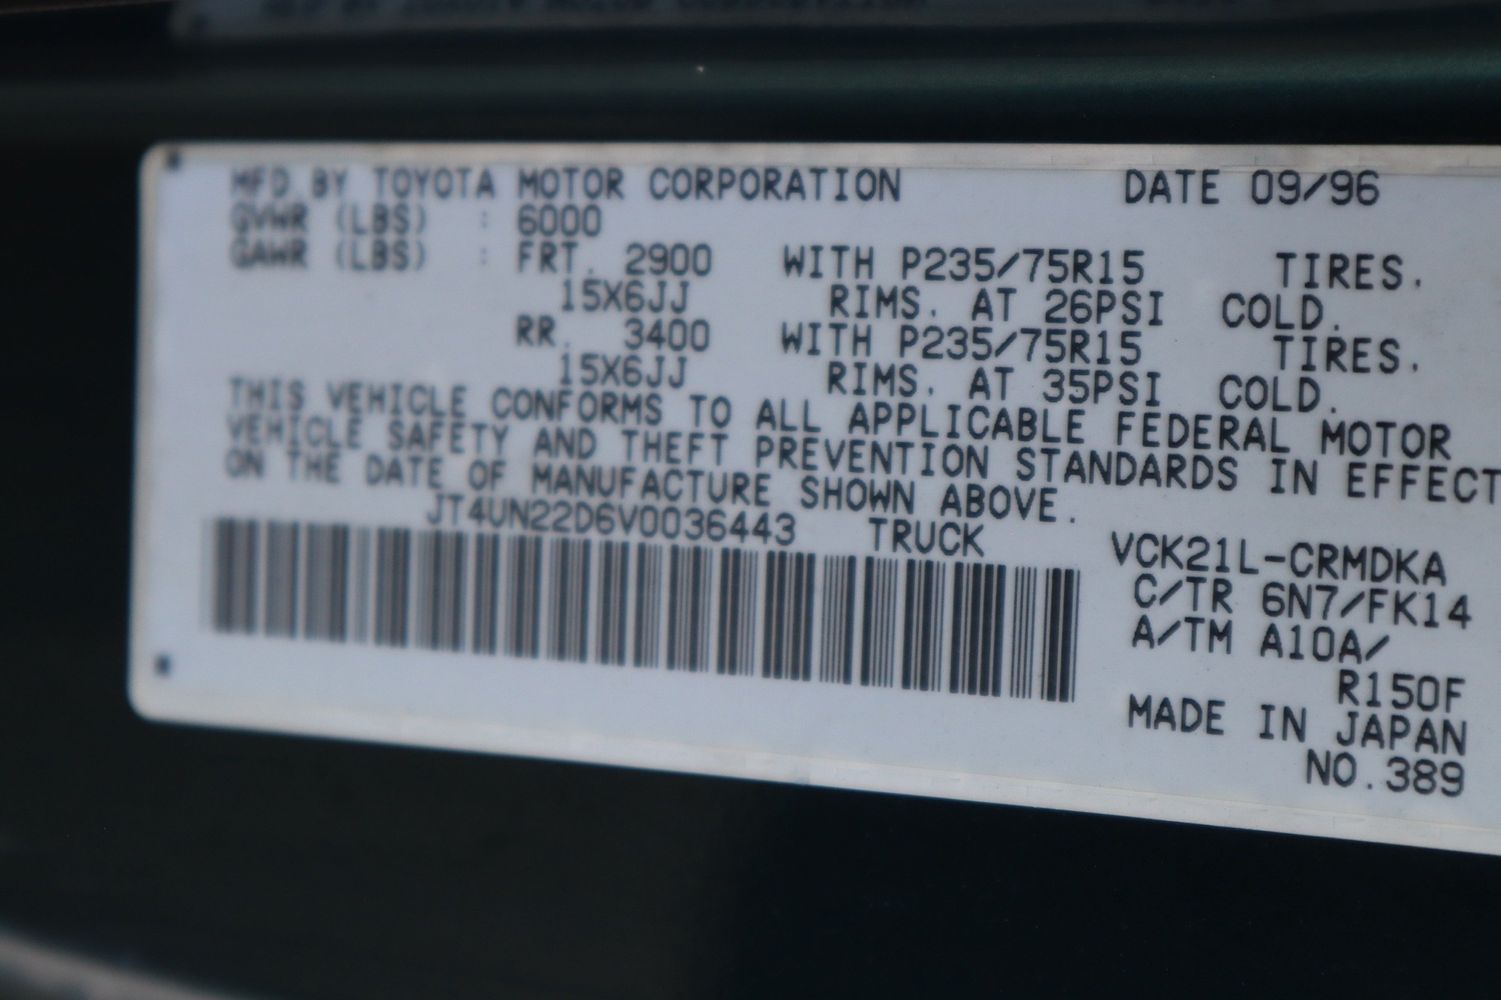 MFD.BY TOYOTA MOTOR CORPORATION DATE 09/96
GVWR (LBS) : 6000
GAWR (LBS) : FRT. 2900 WITH P235/75R15 TIRES.
15X6JJ RIMS. AT 26PSI COLD.
RR. 3400 WITH P235/75R15 TIRES.
15X6JJ RIMS. AT 35PSI COLD.
THIS VEHICLE CONFORMS TO ALL APPLICABLE FEDERAL MOTOR
VEHICLE SAFETY AND THEFT PREVENTION STANDARDS IN EFFECT
ON THE DATE OF MANUFACTURE SHOWN ABOVE.
JT4UN22D6V0036443 TRUCK
VCK21L-CRMDKA
C/TR 6N7/FK14
A/TM A10A/
R150F
MADE IN JAPAN
NO.389